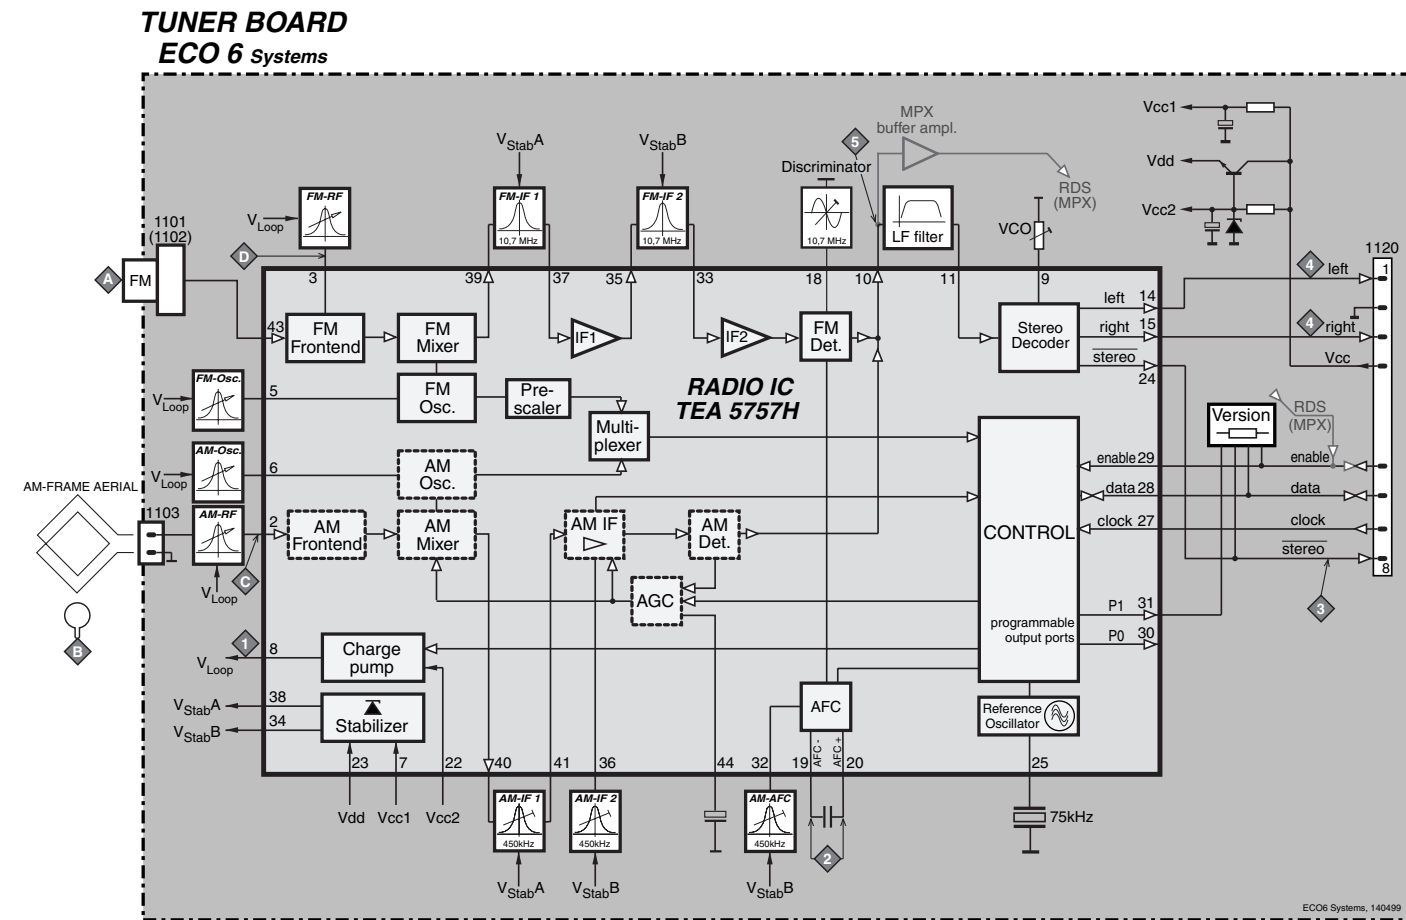 TUNER BOARD
ECO 6 Systems
Vcc1
MPX
buffer ampl.
5
VStabA
VStabB
Discriminator
Vdd
RDS
(MPX)
FM-RF
FM-IF 1
10,7 MHz
FM-IF 2
10,7 MHz
10,7 MHz
LF filter
Vcc2
VLoop
VCO
1101
(1102)
D
1120
A
FM
3
39
37
35
33
18
10
11
9
4
left
1
left
14
43
FM
Frontend
FM
Mixer
IF1
IF2
FM
Det.
Stereo
Decoder
right
15
4
right
stereo
24
Vcc
FM-Osc.
VLoop
5
FM
Osc.
Pre-
scaler
RADIO IC
TEA 5757H
Multi-
plexer
Version
RDS
(MPX)
AM-Osc.
VLoop
6
AM
Osc.
enable 29
enable
AM-FRAME AERIAL
data 28
data
1103
AM-RF
2
AM
Frontend
AM
Mixer
AM IF
AM
Det.
CONTROL
clock 27
clock
stereo
8
C
VLoop
AGC
3
P1
31
programmable
output ports
P0
30
B
1
8
VLoop
Charge
pump
VStabA
38
VStabB
34
Stabilizer
AFC
Reference
Oscillator
AFC -
AFC +
23
7
22
40
41
36
44
32
19
20
25
Vdd
Vcc1
Vcc2
AM-IF 1
450kHz
AM-IF 2
450kHz
AM-AFC
450kHz
2
75kHz
VStabA
VStabB
VStabB
ECO6 Systems, 140499